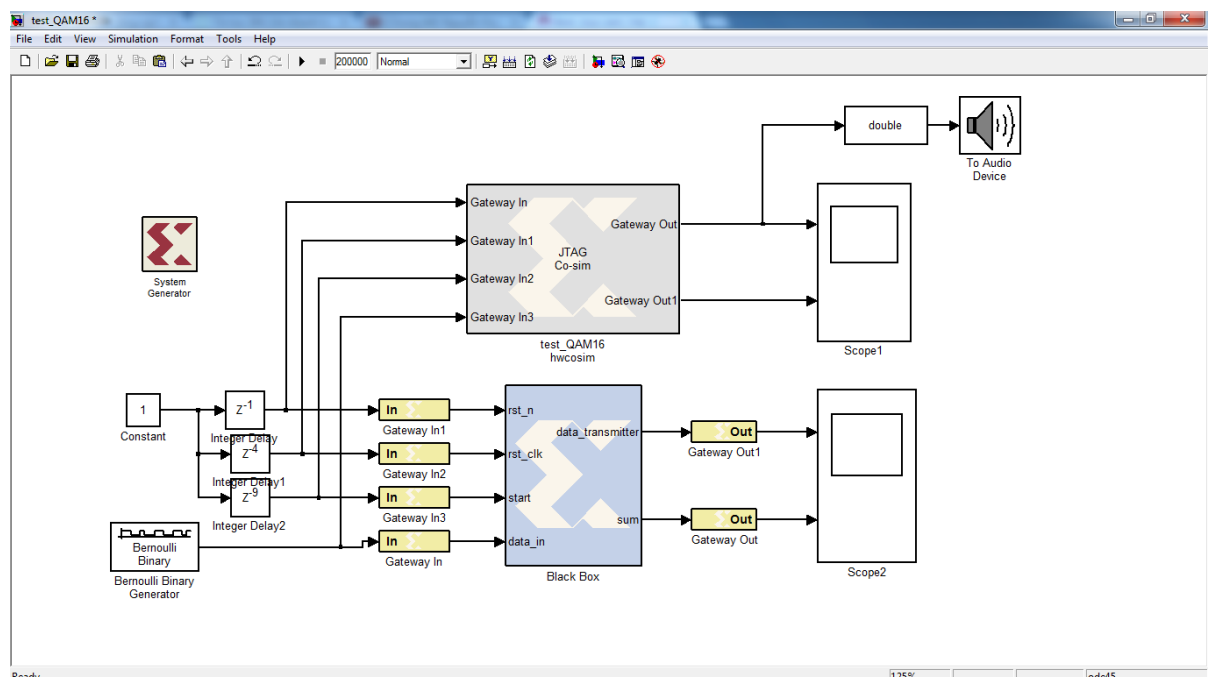 test_QAM16 *
File Edit View Simulation Format Tools Help
200000 Normal
double
To Audio
Device
Gateway In
Gateway In1
Gateway In2
Gateway In3
JTAG
Co-sim
Gateway Out
Gateway Out1
test_QAM16
hwcosim
Scope1
System
Generator
1
Constant
Z-1
Integer Delay
Z-4
Integer Delay1
Z-9
Integer Delay2
Bernoulli
Binary
Bernoulli Binary
Generator
In
Gateway In1
In
Gateway In2
In
Gateway In3
In
Gateway In
rst_n
rst_clk
start
data_in
data_transmitter
sum
Black Box
Out
Gateway Out1
Out
Gateway Out
Scope2
Ready 125% ode45